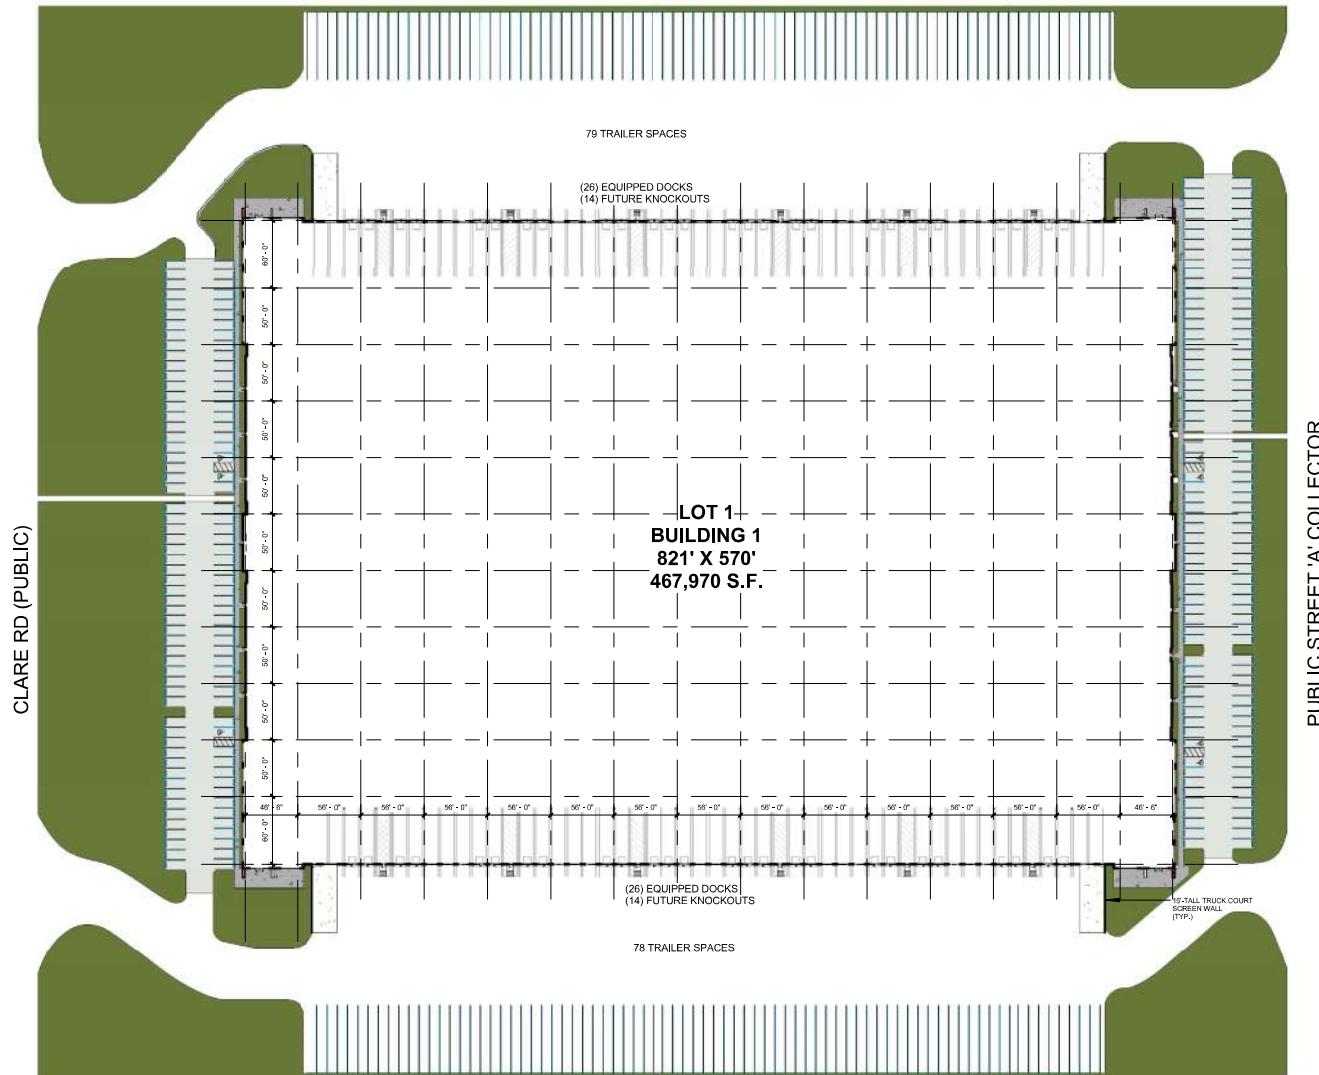 79 TRAILER SPACES
(26) EQUIPPED DOCKS
(14) FUTURE KNOCKOUTS
60' - 0"
50' - 0"
50' - 0"
50' - 0"
50' - 0"
50' - 0"
50' - 0"
50' - 0"
50' - 0"
50' - 0"
60' - 0"
CLARE RD (PUBLIC)
LOT 1
BUILDING 1
821' X 570'
467,970 S.F.
PUBLIC STREET 'A' COLLECTOR
46' - 6"
56' - 0"
56' - 0"
56' - 0"
56' - 0"
56' - 0"
56' - 0"
56' - 0"
56' - 0"
56' - 0"
56' - 0"
56' - 0"
56' - 0"
56' - 0"
46' - 6"
(26) EQUIPPED DOCKS
(14) FUTURE KNOCKOUTS
15'-TALL TRUCK COURT
SCREEN WALL
(TYP.)
78 TRAILER SPACES